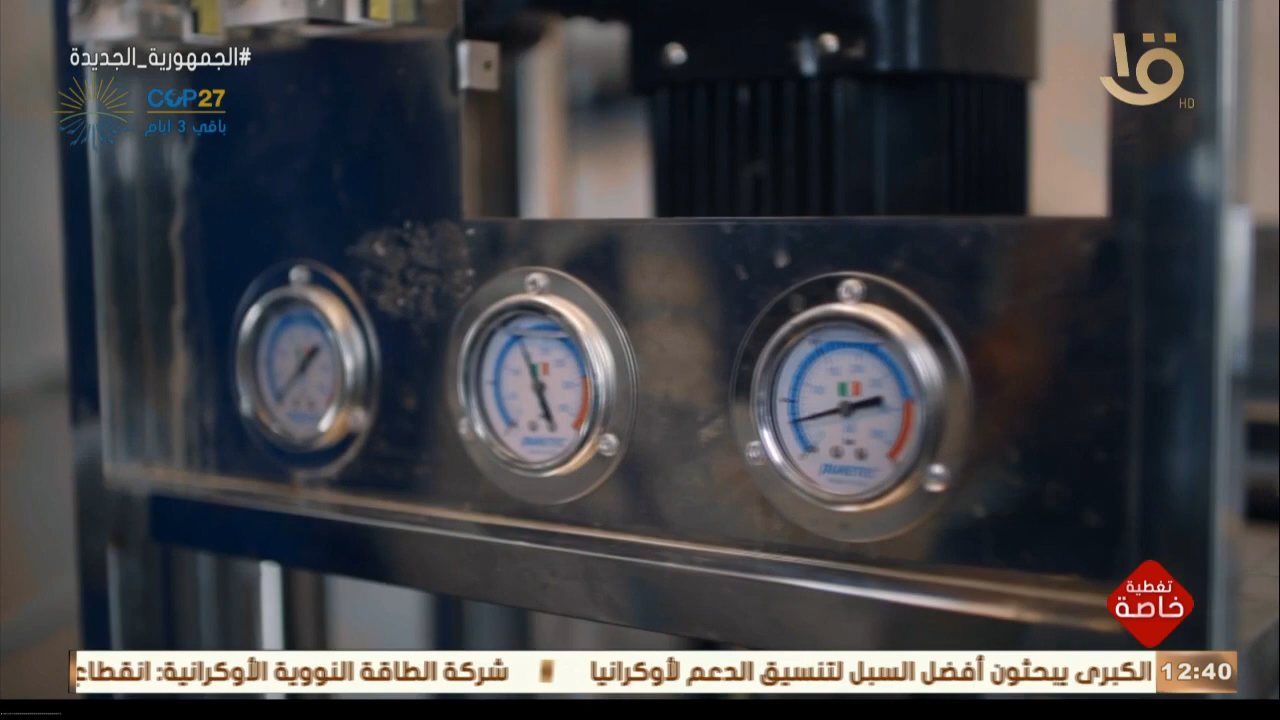 #الجمهورية_الجديدة
COP27
باقي 3 ايام
HD
تغطية
خاصة
12:40 الكبرى يبحثون أفضل السبل لتنسيق الدعم لأوكرانيا شركة الطاقة النووية الأوكرانية: انقطاع